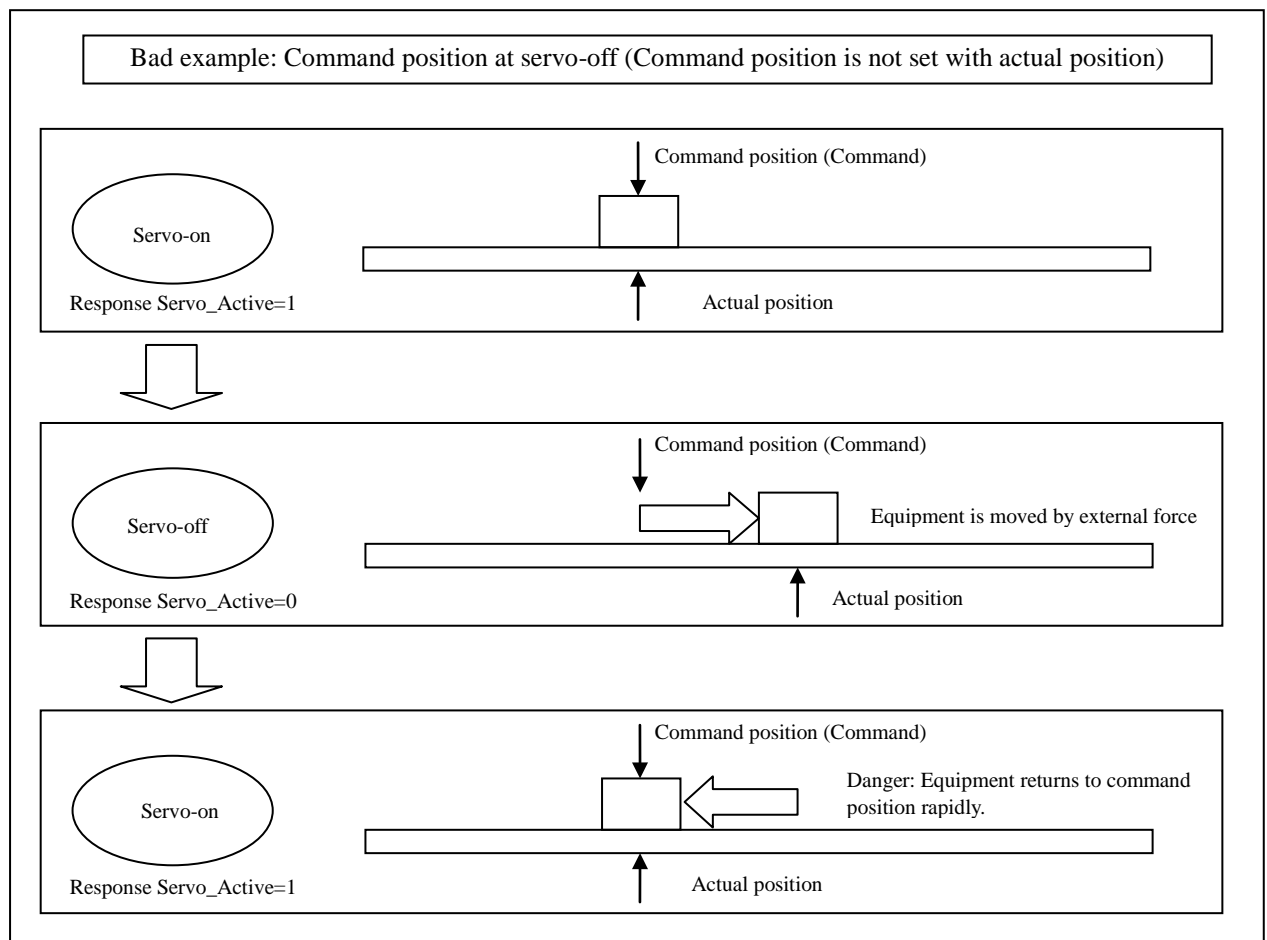 Bad example: Command position at servo-off (Command position is not set with actual position)
Command position (Command)
Servo-on
Response Servo_Active=1
Actual position
Command position (Command)
Servo-off
Equipment is moved by external force
Response Servo_Active=0
Actual position
Command position (Command)
Servo-on
Danger: Equipment returns to command
position rapidly.
Response Servo_Active=1
Actual position